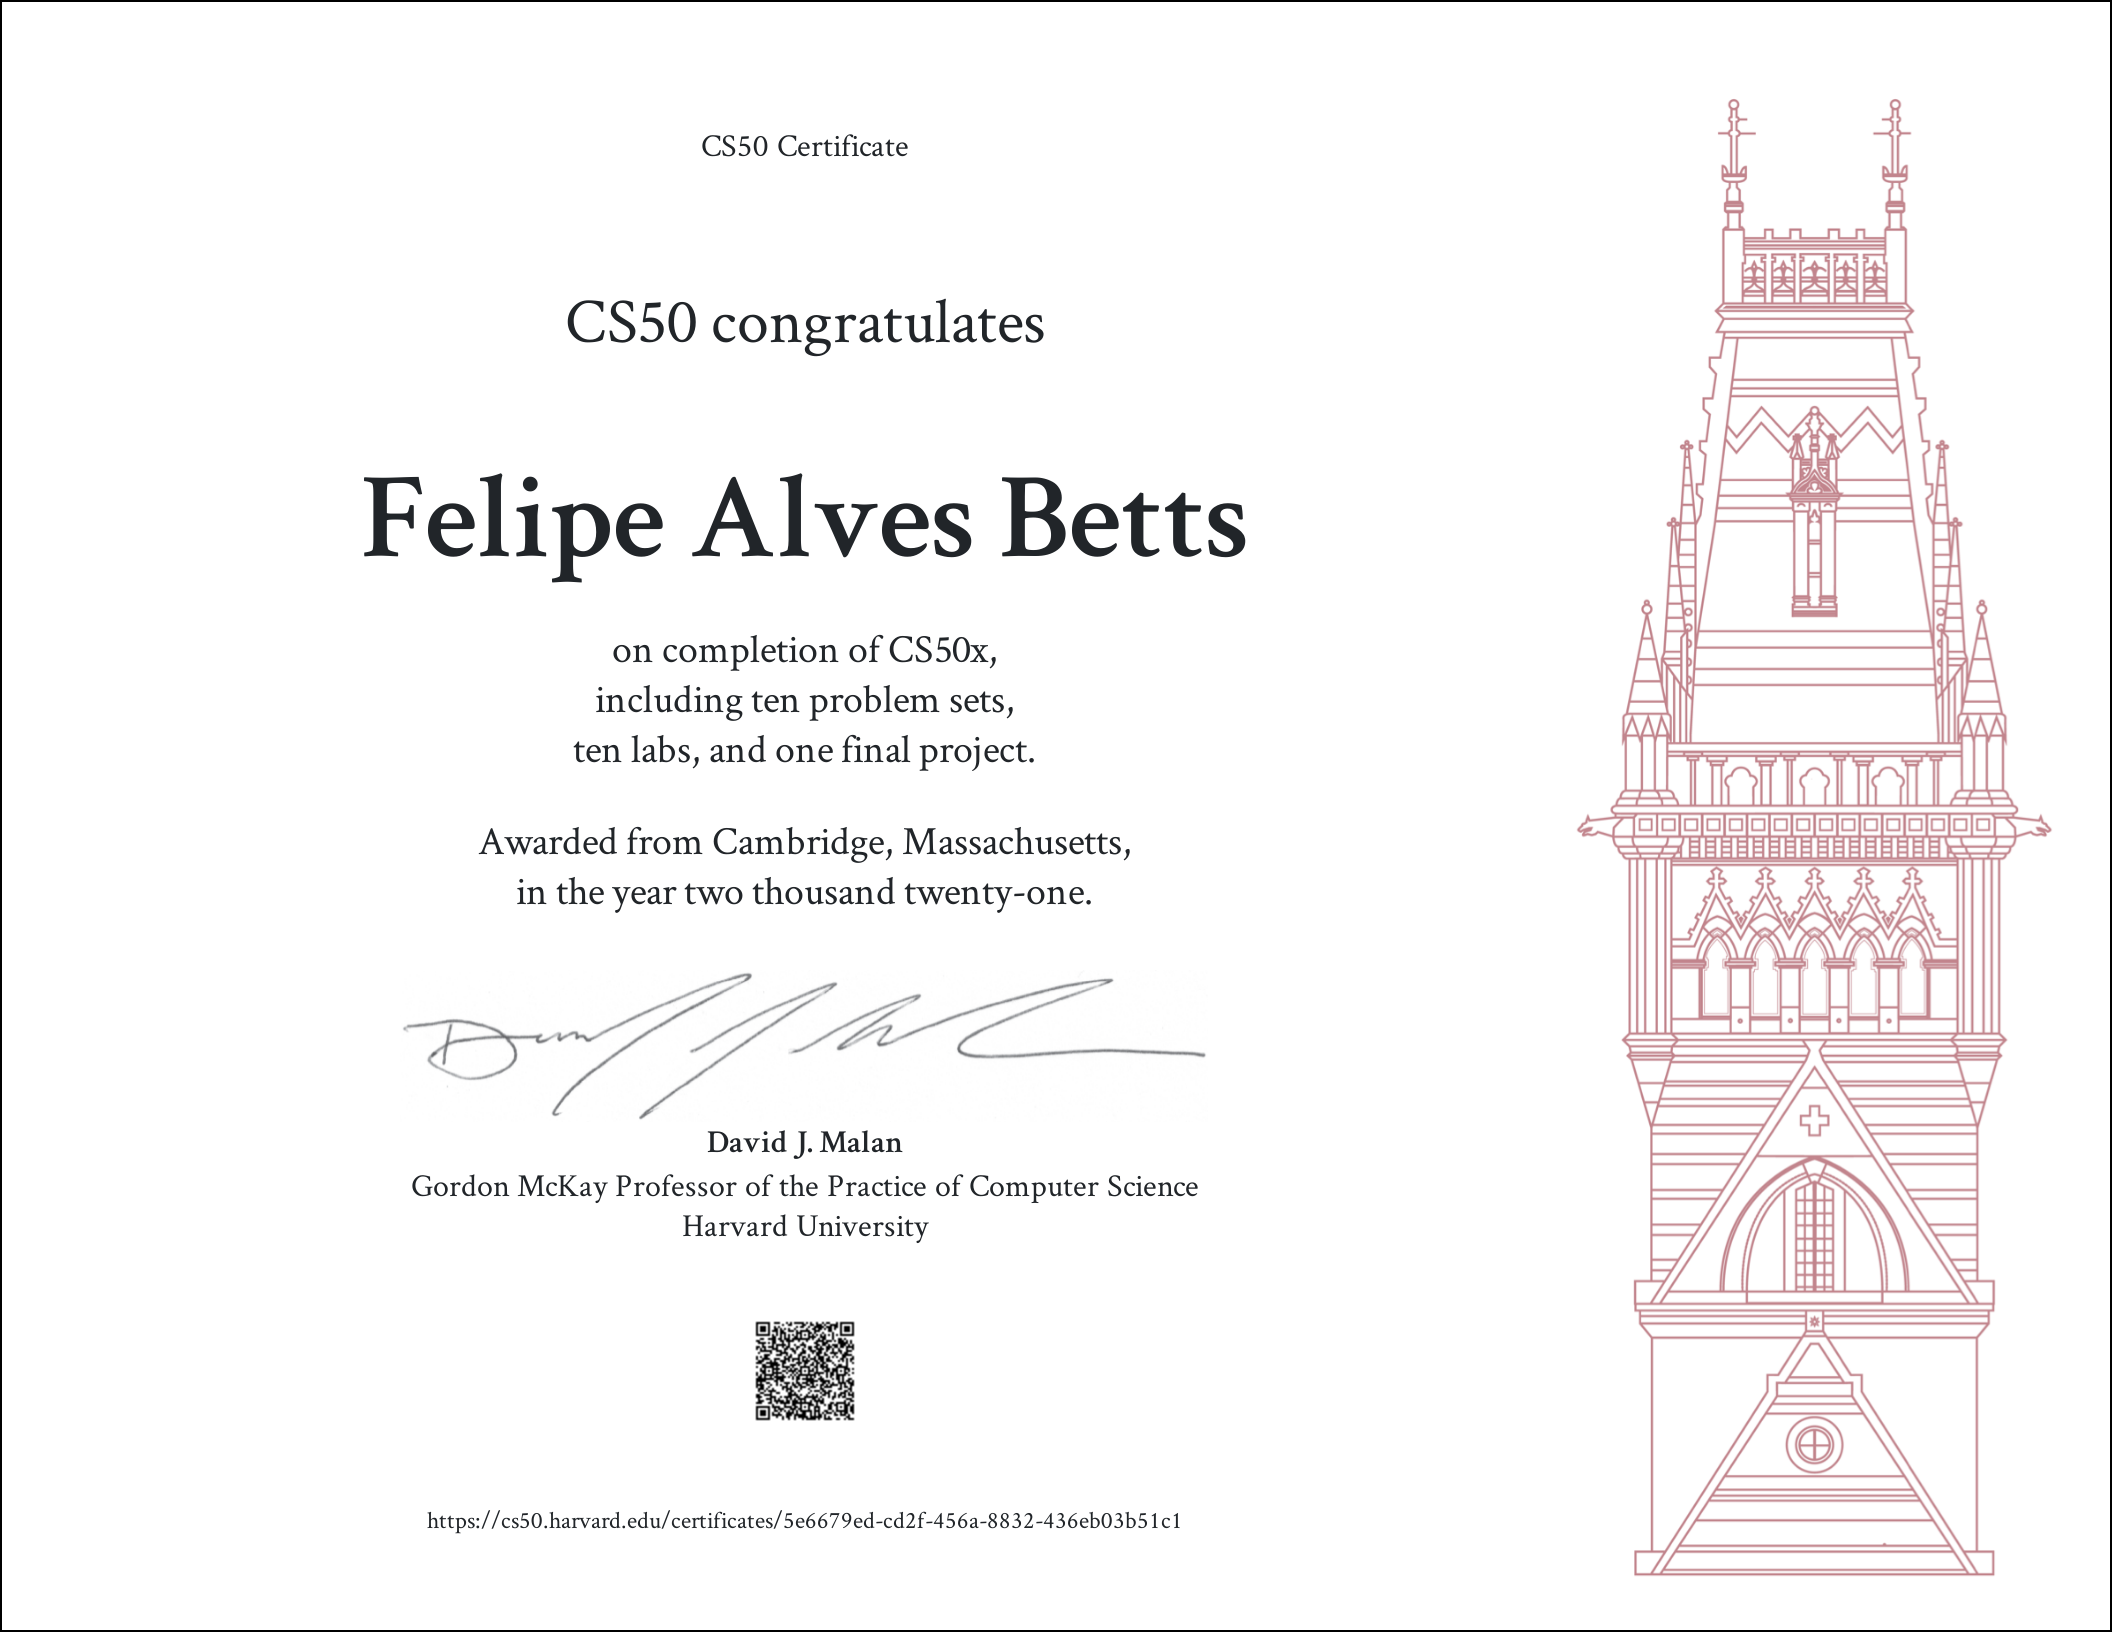 CS50 Certificate
CS50 congratulates
Felipe Alves Betts
on completion of CS50x,
including ten problem sets,
ten labs, and one final project.
Awarded from Cambridge, Massachusetts,
in the year two thousand twenty-one.
David J. Malan
Gordon McKay Professor of the Practice of Computer Science
Harvard University
https://cs50.harvard.edu/certificates/5e6679ed-cd2f-456a-8832-436eb03b51c1